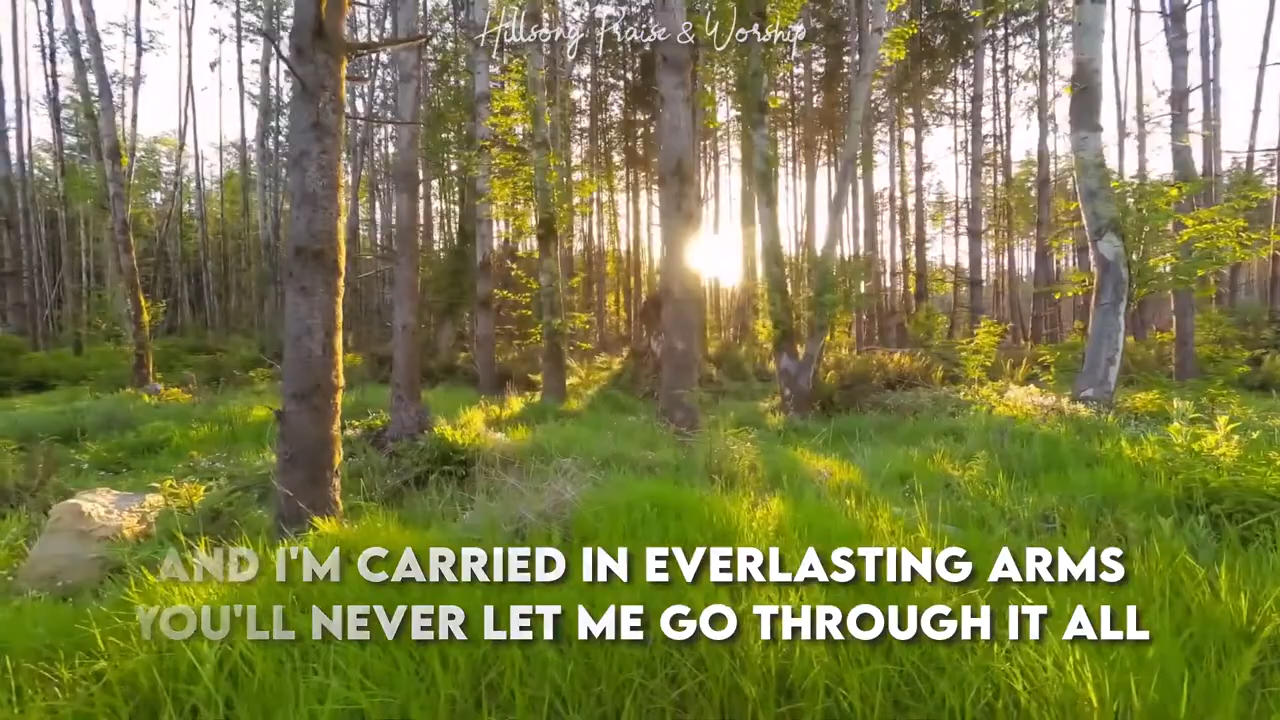 Hillsong Praise & Worship
AND I'M CARRIED IN EVERLASTING ARMS
YOU'LL NEVER LET ME GO THROUGH IT ALL